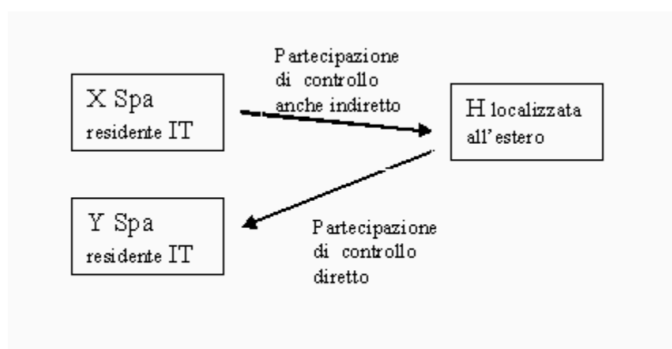 Partecipazione
di controllo
anche indiretto
X Spa
residente IT
H localizzata
all'estero
Y Spa
residente IT
Partecipazione
di controllo
diretto